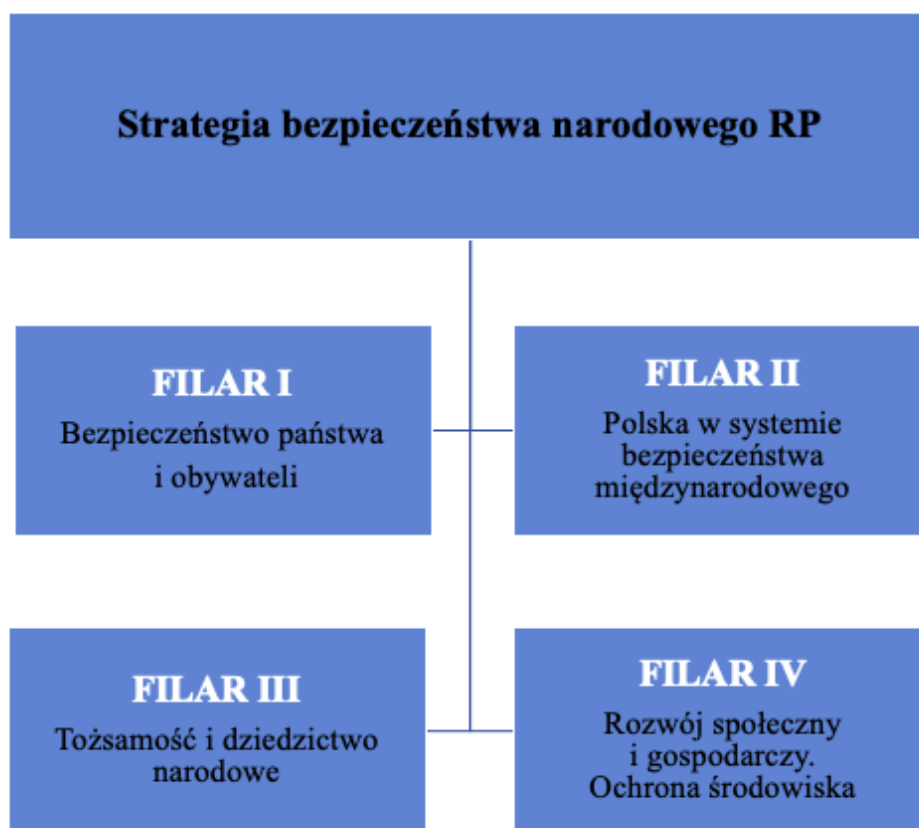 Strategia bezpieczeństwa narodowego RP
FILAR I
Bezpieczeństwo państwa
i obywateli
FILAR II
Polska w systemie
bezpieczeństwa
międzynarodowego
FILAR III
Tożsamość i dziedzictwo
narodowe
FILAR IV
Rozwój społeczny
i gospodarczy.
Ochrona środowiska